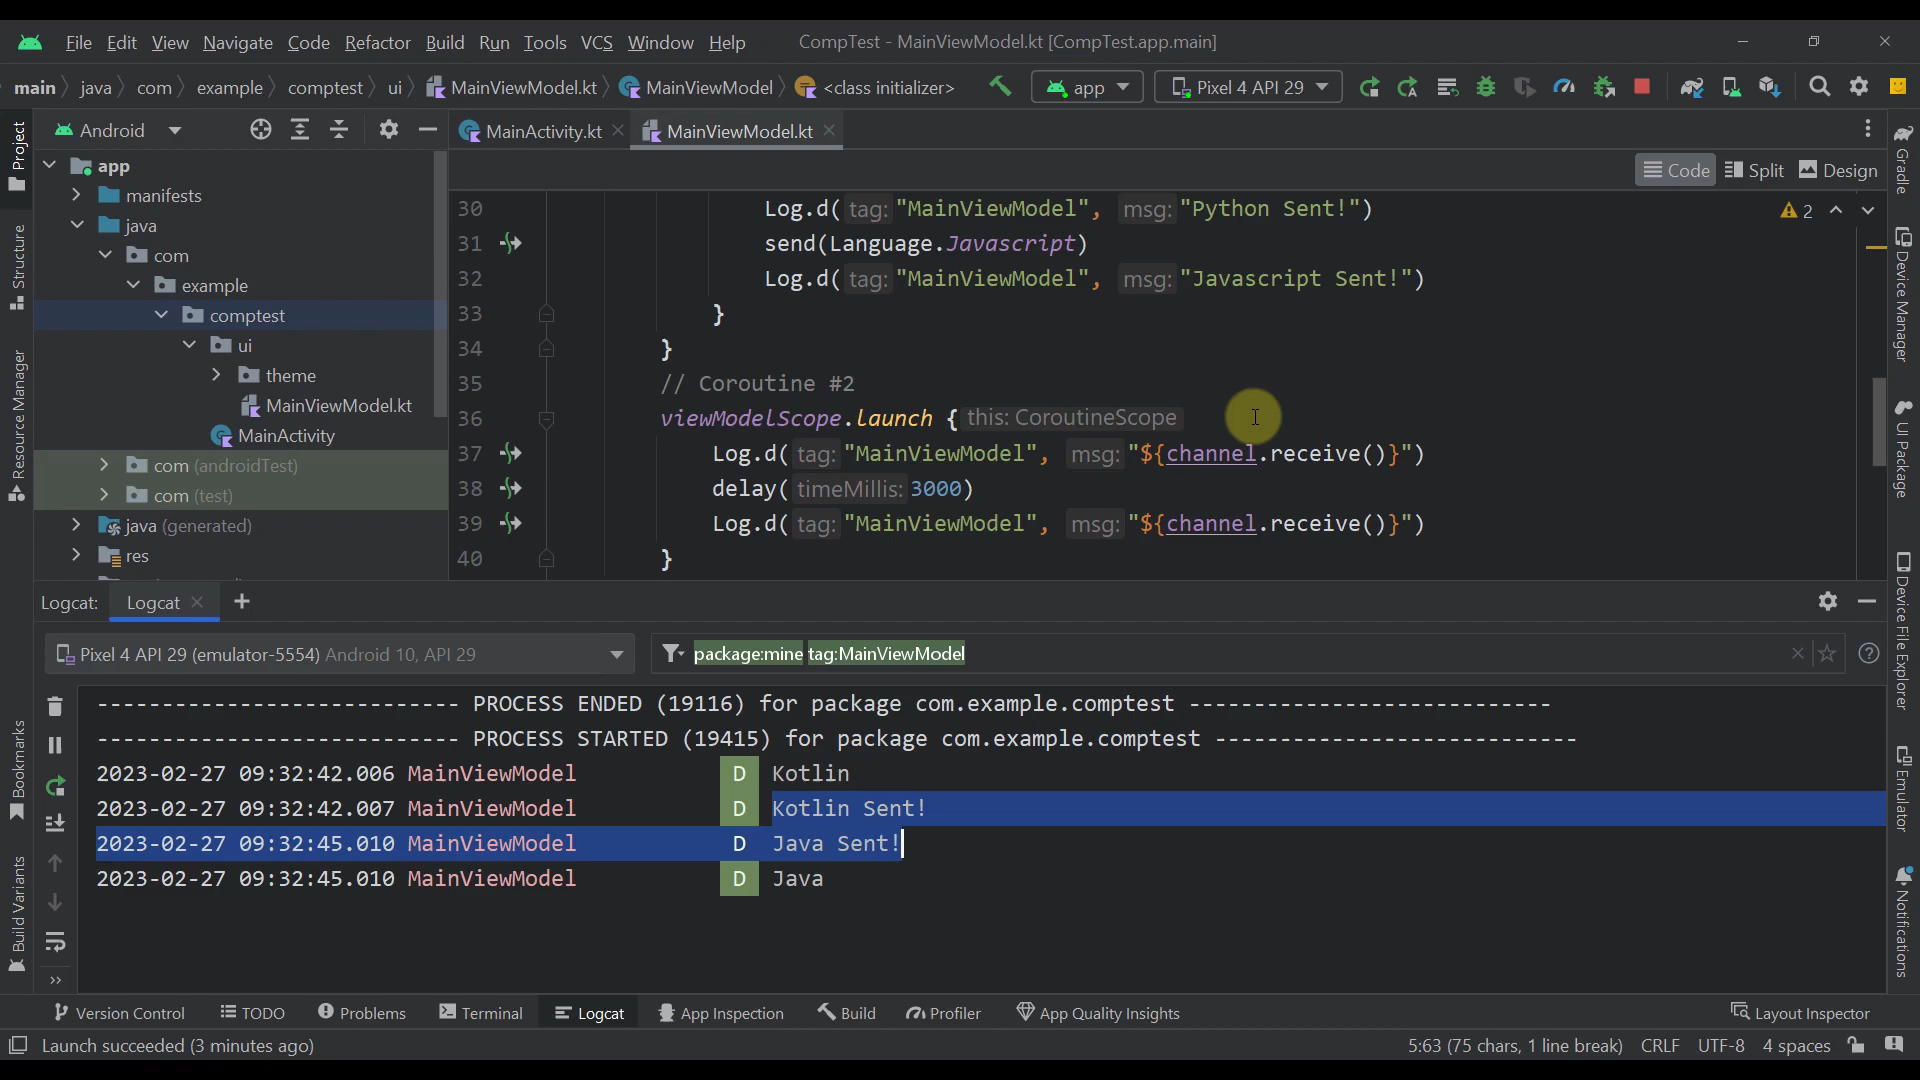 File Edit View Navigate Code Refactor Build Run Tools VCS Window Help CompTest - MainViewModel.kt [CompTest.app.main]
main java com example comptest ui MainViewModel.kt MainViewModel <class initializer> app Pixel 4 API 29
Project
Structure
Resource Manager
Bookmarks
Build Variants
Android
app
manifests
java
com
example
comptest
ui
theme
MainViewModel.kt
MainActivity
com (androidTest)
com (test)
java (generated)
res
MainActivity.kt MainViewModel.kt
Code Split Design
2
30 Log.d( tag: "MainViewModel", msg: "Python Sent!")
31 send(Language.Javascript)
32 Log.d( tag: "MainViewModel", msg: "Javascript Sent!")
33 }
34 }
35 // Coroutine #2
36 viewModelScope.launch { this: CoroutineScope
37 Log.d( tag: "MainViewModel", msg: "${channel.receive()}")
38 delay( timeMillis: 3000)
39 Log.d( tag: "MainViewModel", msg: "${channel.receive()}")
40 }
Gradle
Device Manager
UI Package
Device File Explorer
Emulator
Notifications
Logcat: Logcat
Pixel 4 API 29 (emulator-5554) Android 10, API 29 package:mine tag:MainViewModel
---------------------------- PROCESS ENDED (19116) for package com.example.comptest ----------------------------
---------------------------- PROCESS STARTED (19415) for package com.example.comptest ----------------------------
2023-02-27 09:32:42.006 MainViewModel D Kotlin
2023-02-27 09:32:42.007 MainViewModel D Kotlin Sent!
2023-02-27 09:32:45.010 MainViewModel D Java Sent!
2023-02-27 09:32:45.010 MainViewModel D Java
Version Control TODO Problems Terminal Logcat App Inspection Build Profiler App Quality Insights Layout Inspector
Launch succeeded (3 minutes ago) 5:63 (75 chars, 1 line break) CRLF UTF-8 4 spaces